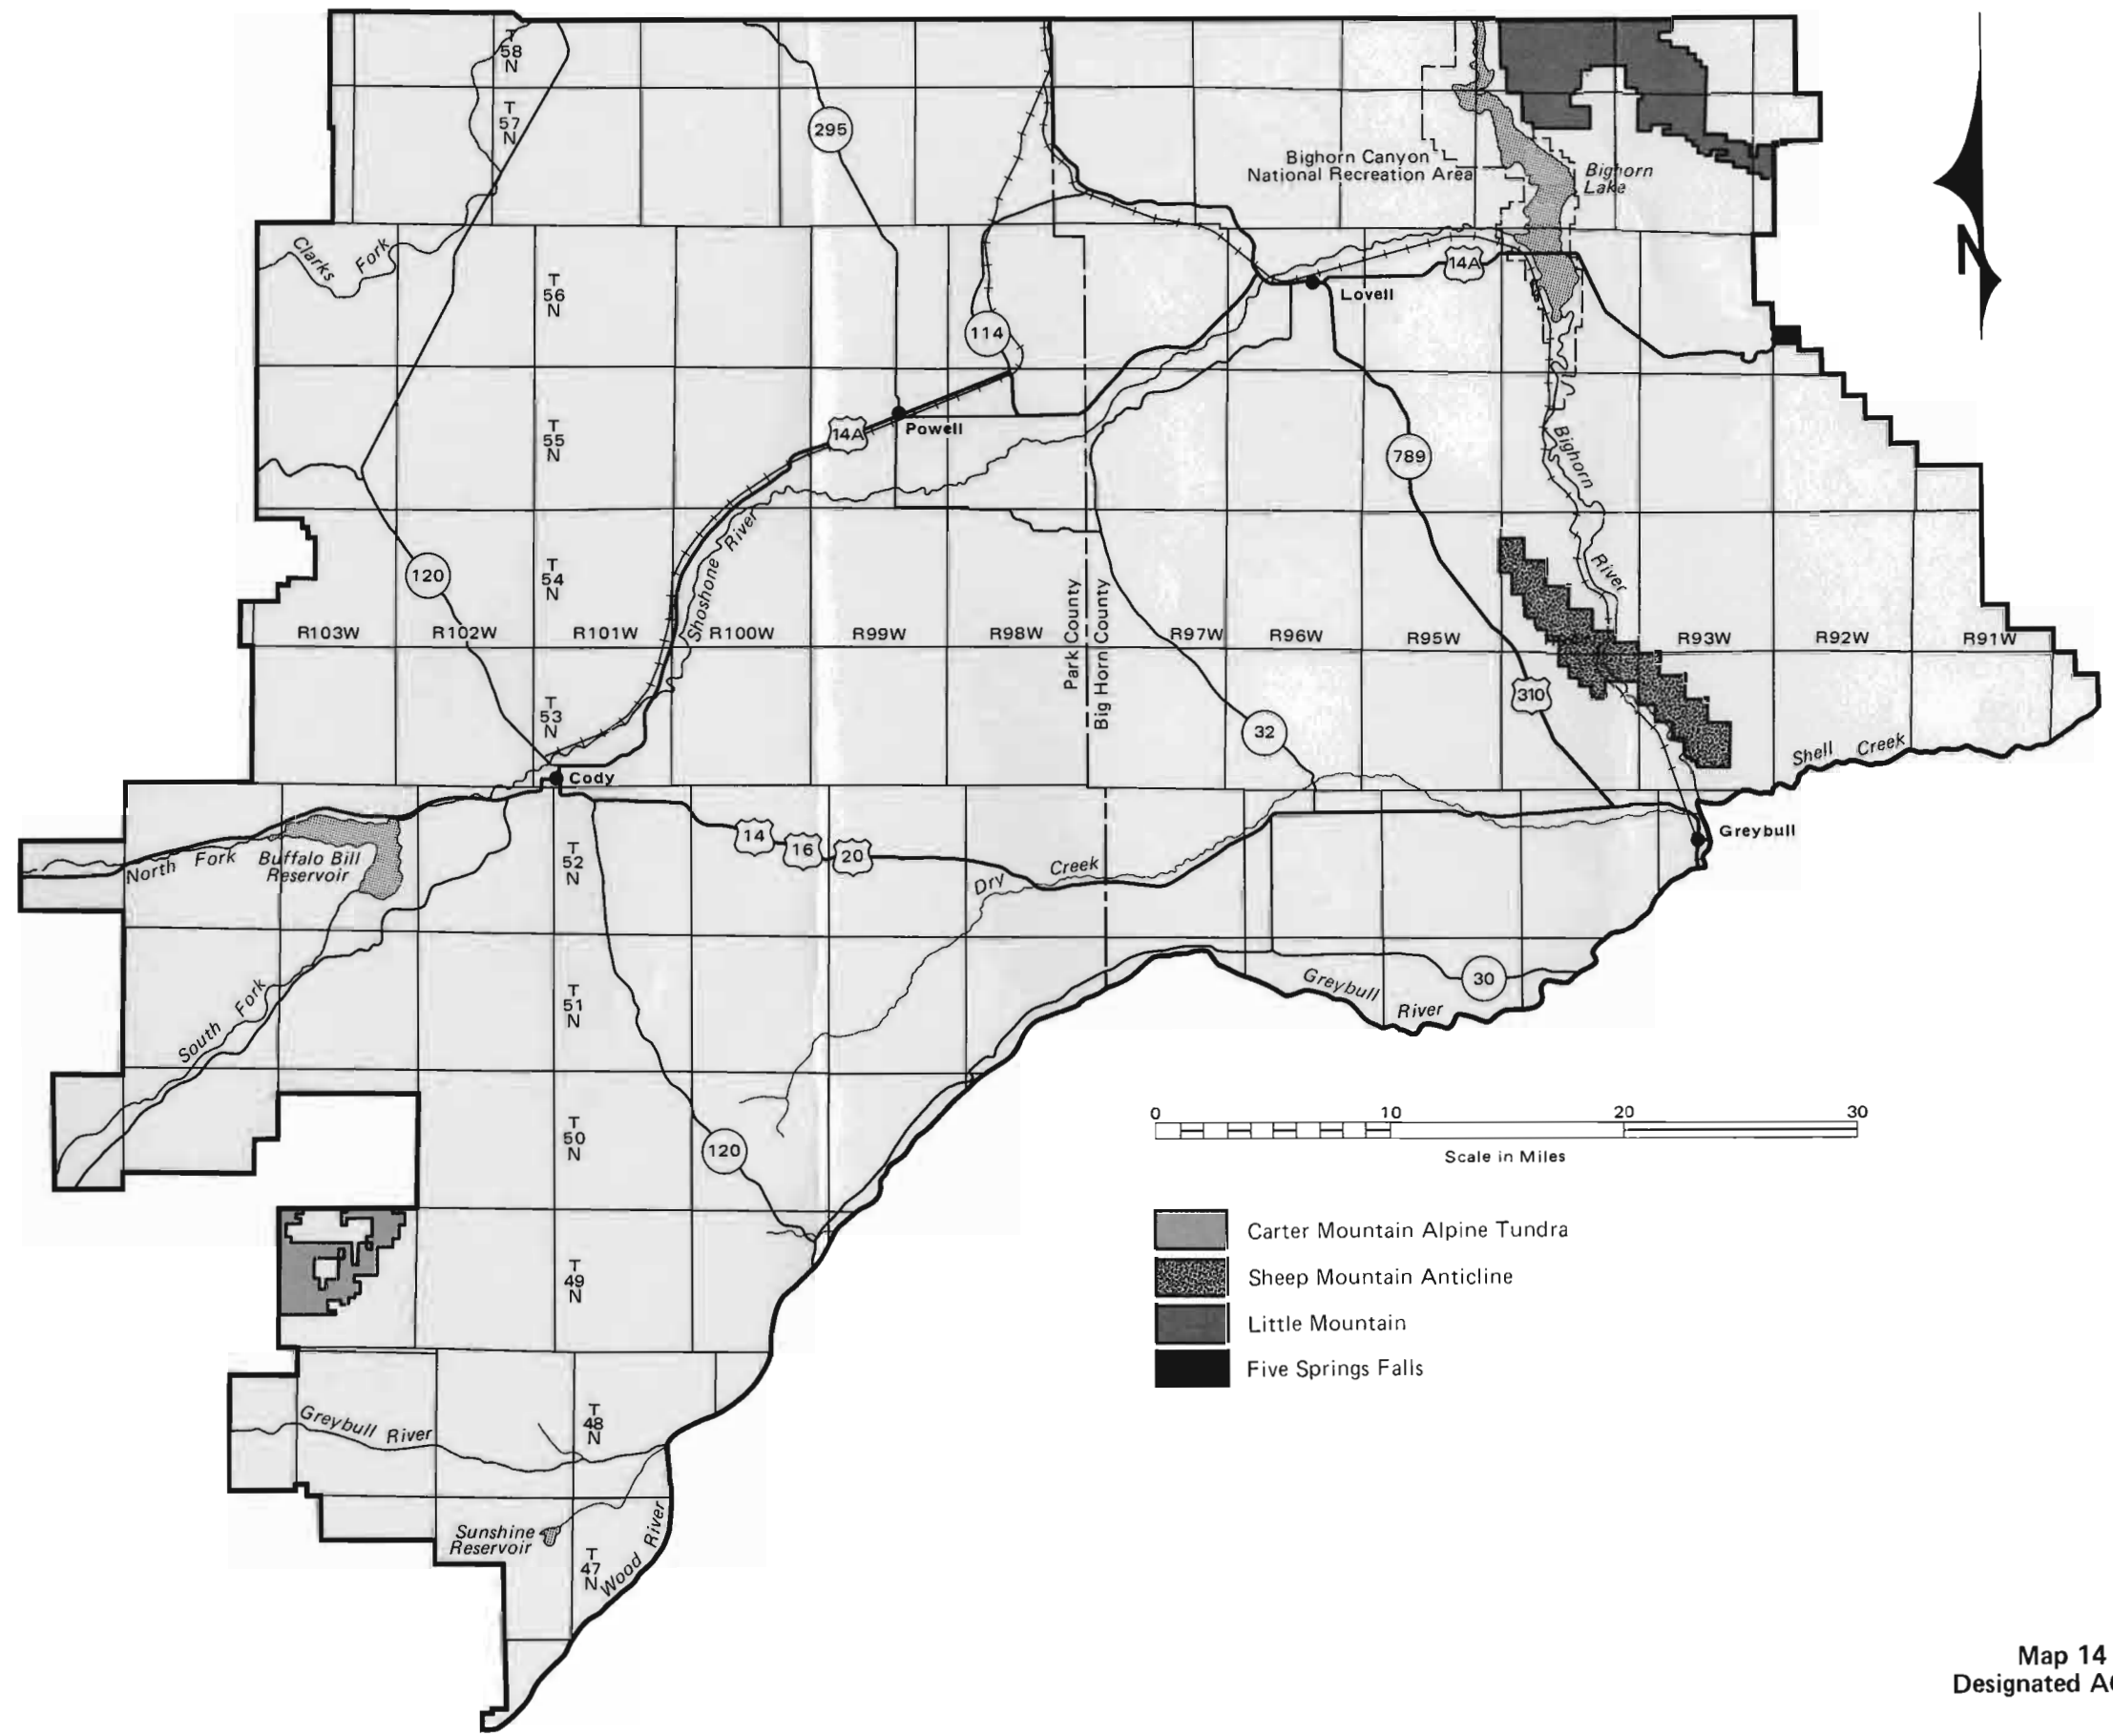 T
58
N
T
57
N
295
Bighorn Canyon
National Recreation Area
Bighorn
Lake
N
Clarks Fork
T
56
N
114
14A
Lovell
T
55
N
14A
Powell
789
Bighorn River
120
T
54
N
Shoshone River
Park County
Big Horn County
R103W R102W R101W R100W R99W R98W R97W R96W R95W R93W R92W R91W
T
53
N
32
310
Shell Creek
Cody
North Fork
Buffalo Bill
Reservoir
T
52
N
14
16
20
Dry Creek
Greybull
South Fork
T
51
N
Greybull River
30
T
50
N
120
0 10 20 30
Scale in Miles
Carter Mountain Alpine Tundra
Sheep Mountain Anticline
Little Mountain
Five Springs Falls
T
49
N
Greybull River
T
48
N
Sunshine
Reservoir
T
47
N
Wood River
Map 14
Designated